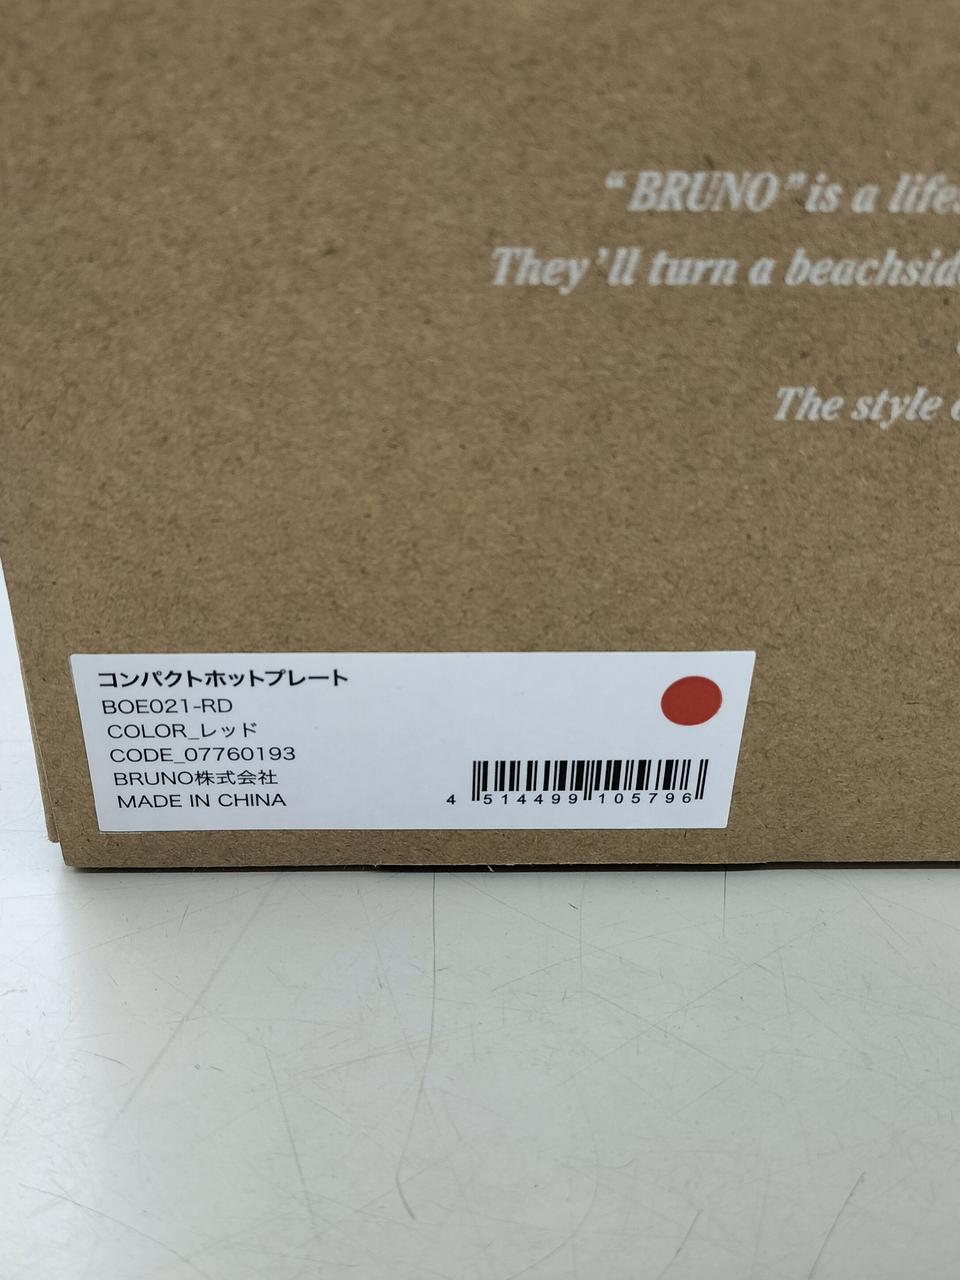 “BRUNO” is a life
They’ll turn a beachsid
The style
コンパクトホットプレート
BOE021-RD
COLOR_レッド
CODE_07760193
BRUNO株式会社
MADE IN CHINA
4 514499 105796